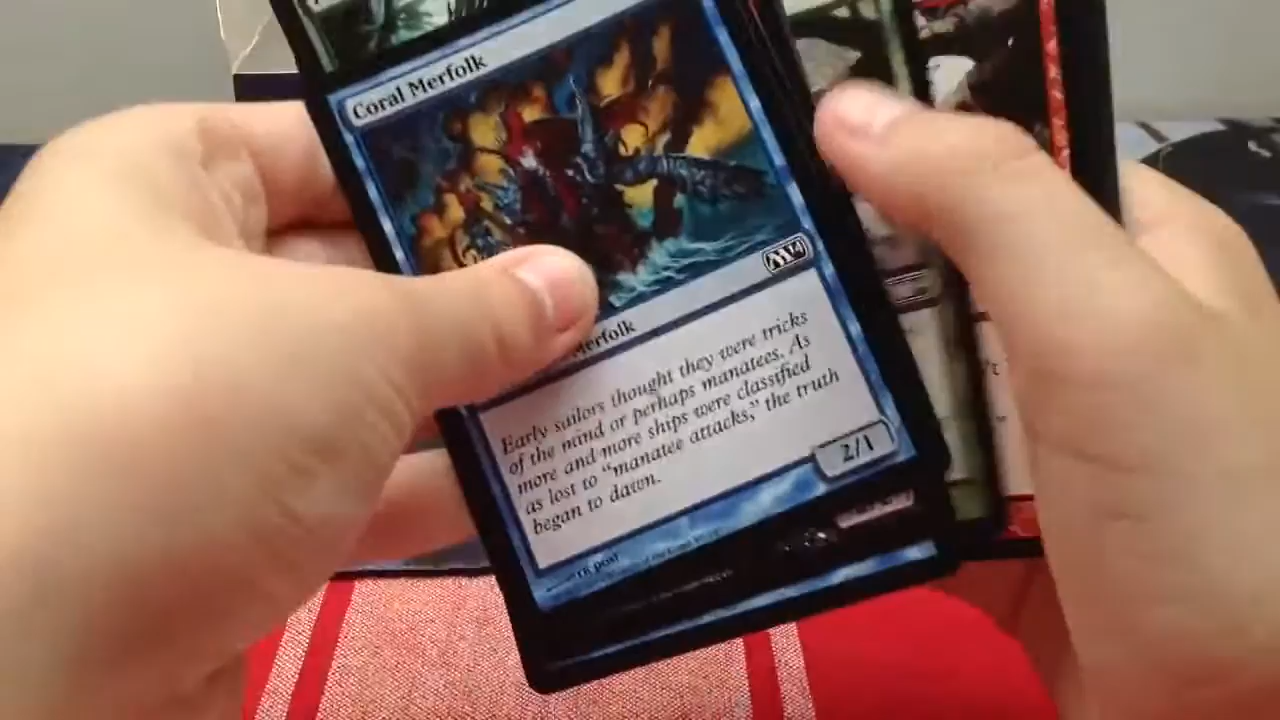 Coral Merfolk
M14
Merfolk
Early sailors thought they were tricks
of the mind or perhaps manatees. As
more and more ships were classified
as lost to "manatee attacks," the truth
began to dawn.
2/1